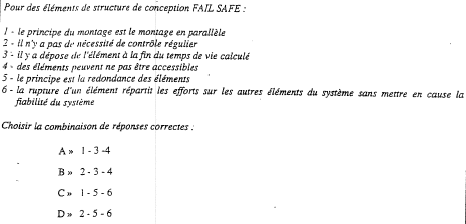 Pour des éléments de structure de conception FAIL SAFE :
1 - le principe du montage est le montage en parallèle
2 - il n'y a pas de nécessité de contrôle régulier
3 - il y a dépose de l'élément à la fin du temps de vie calculé
4 - des éléments peuvent ne pas être accessibles
5 - le principe est la redondance des éléments
6 - la rupture d'un élément répartit les efforts sur les autres éléments du système sans mettre en cause la
fiabilité du système
Choisir la combinaison de réponses correctes :
A » 1 - 3 -4
B » 2 - 3 - 4
C » 1 - 5 - 6
D » 2 - 5 - 6